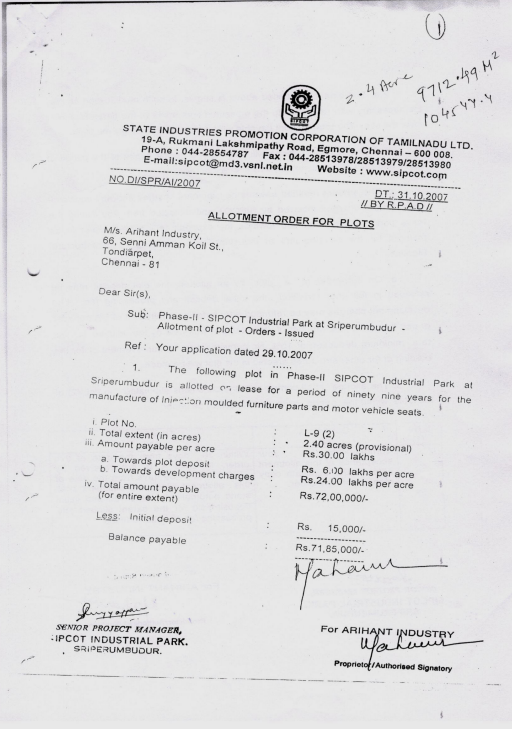 1
2.4 Acre
9712.49 M2
104544.4
SIPCOT
STATE INDUSTRIES PROMOTION CORPORATION OF TAMILNADU LTD.
19-A, Rukmani Lakshmipathy Road, Egmore, Chennai – 600 008.
Phone : 044-28554787 Fax : 044-28513978/28513979/28513980
E-mail:sipcot@md3.vsnl.net.in Website : www.sipcot.com
NO.DI/SPR/AI/2007
DT.: 31.10.2007
// BY R.P.A.D //
ALLOTMENT ORDER FOR PLOTS
M/s. Arihant Industry,
66, Senni Amman Koil St.,
Tondiarpet,
Chennai - 81
Dear Sir(s),
Sub: Phase-II - SIPCOT Industrial Park at Sriperumbudur -
Allotment of plot - Orders - Issued
Ref : Your application dated 29.10.2007
......
1. The following plot in Phase-II SIPCOT Industrial Park at
Sriperumbudur is allotted on lease for a period of ninety nine years for the
manufacture of Injection moulded furniture parts and motor vehicle seats.
i. Plot No. : L-9 (2)
ii. Total extent (in acres) : 2.40 acres (provisional)
iii. Amount payable per acre : Rs.30.00 lakhs
a. Towards plot deposit : Rs. 6.00 lakhs per acre
b. Towards development charges : Rs.24.00 lakhs per acre
iv. Total amount payable : Rs.72,00,000/-
(for entire extent)
Less: Initial deposit : Rs. 15,000/-
Balance payable : Rs.71,85,000/-
SENIOR PROJECT MANAGER,
SIPCOT INDUSTRIAL PARK.
SRIPERUMBUDUR.
For ARIHANT INDUSTRY
Proprietor/Authorised Signatory